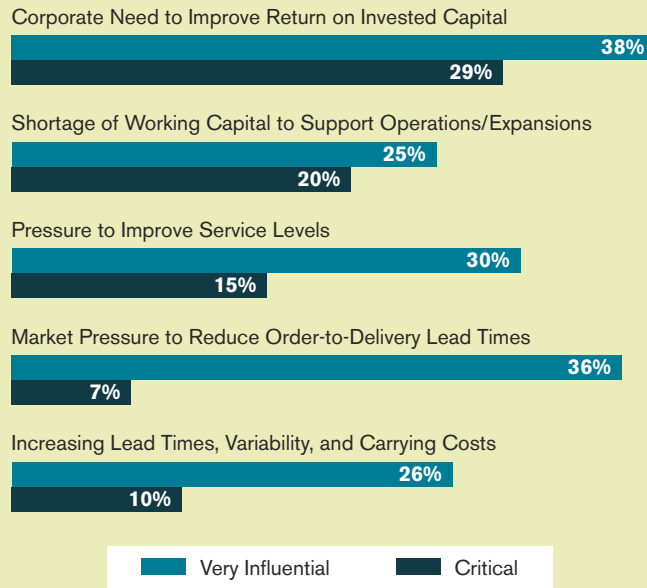 Corporate Need to Improve Return on Invested Capital
38%
29%
Shortage of Working Capital to Support Operations/Expansions
25%
20%
Pressure to Improve Service Levels
30%
15%
Market Pressure to Reduce Order-to-Delivery Lead Times
36%
7%
Increasing Lead Times, Variability, and Carrying Costs
26%
10%
Very Influential Critical